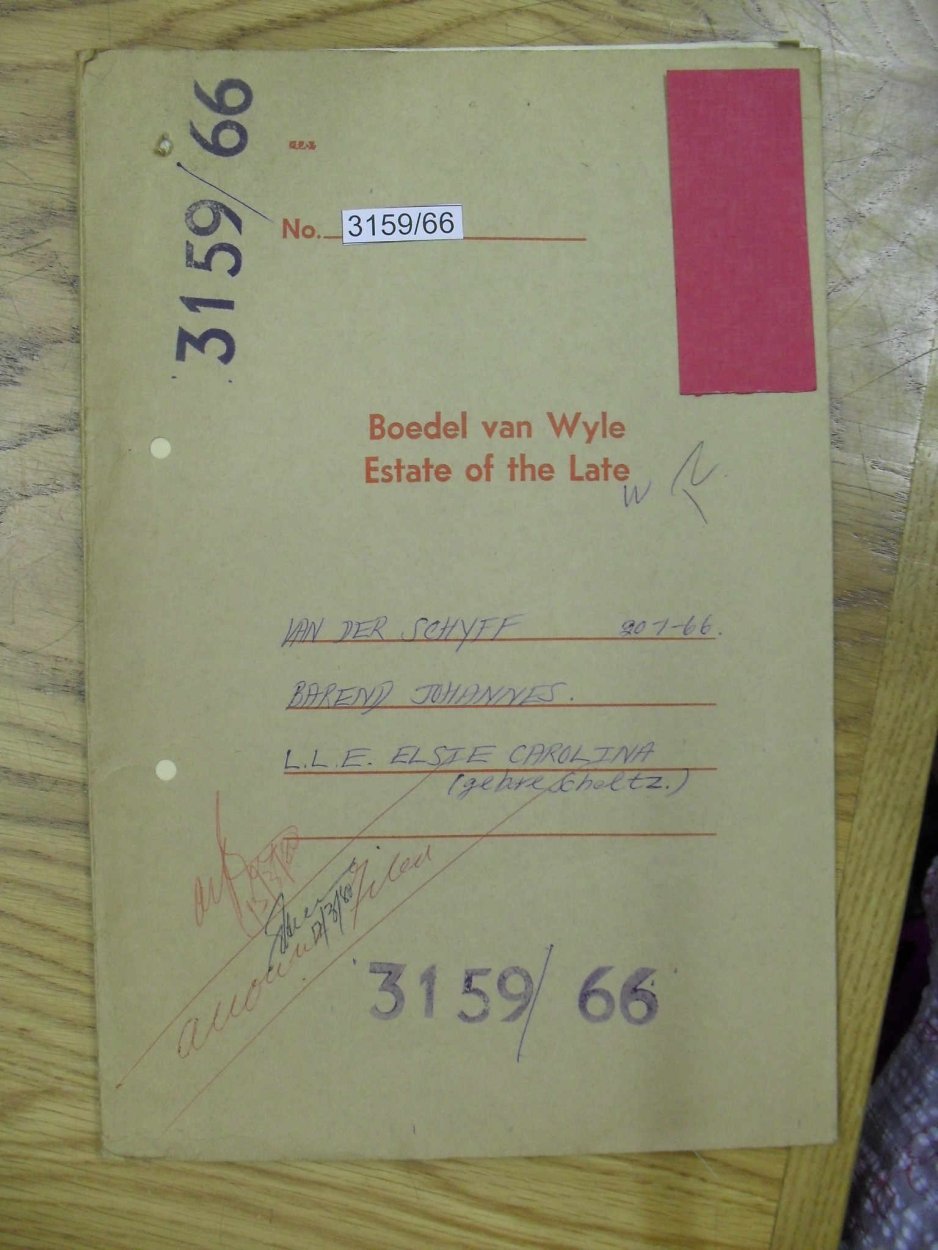 3159/66
G.P.-S.
No. 3159/66
Boedel van Wyle
Estate of the Late
W
VAN DER SCHYFF 20-1-66.
BAREND JOHANNES.
L.L.E. ELSIE CAROLINA
(gebore Scholtz.)
3159/66